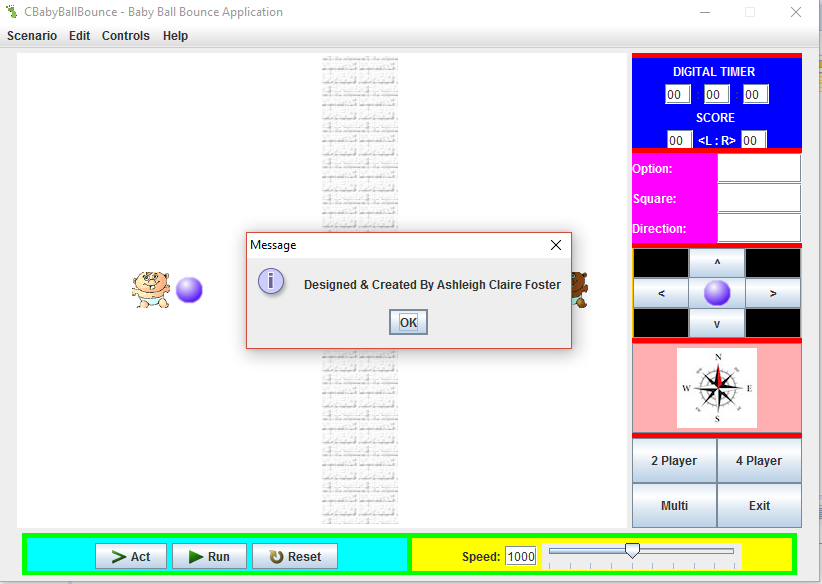 CBabyBallBounce - Baby Ball Bounce Application
Scenario Edit Controls Help
DIGITAL TIMER
00 : 00 : 00
SCORE
00 <L : R> 00
Option:
Square:
Direction:
^
< >
v
N
W E
S
2 Player 4 Player
Multi Exit
Message
Designed & Created By Ashleigh Claire Foster
OK
Act Run Reset
Speed: 1000